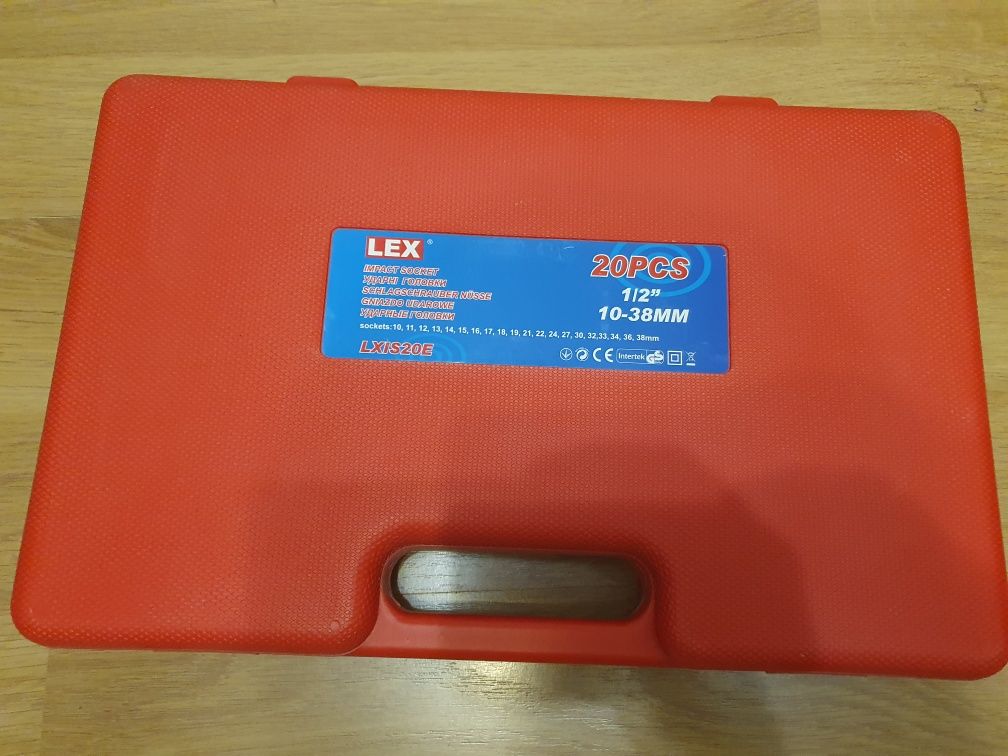 LEX®
IMPACT SOCKET
УДАРНІ ГОЛОВКИ
SCHLAGSCHRAUBER NÜSSE
GNIAZDO UDAROWE
УДАРНЫЕ ГОЛОВКИ
20PCS
1/2”
10-38MM
sockets:10, 11, 12, 13, 14, 15, 16, 17, 18, 19, 21, 22, 24, 27, 30, 32,33,34, 36, 38mm
LXIS20E
CE Intertek GS